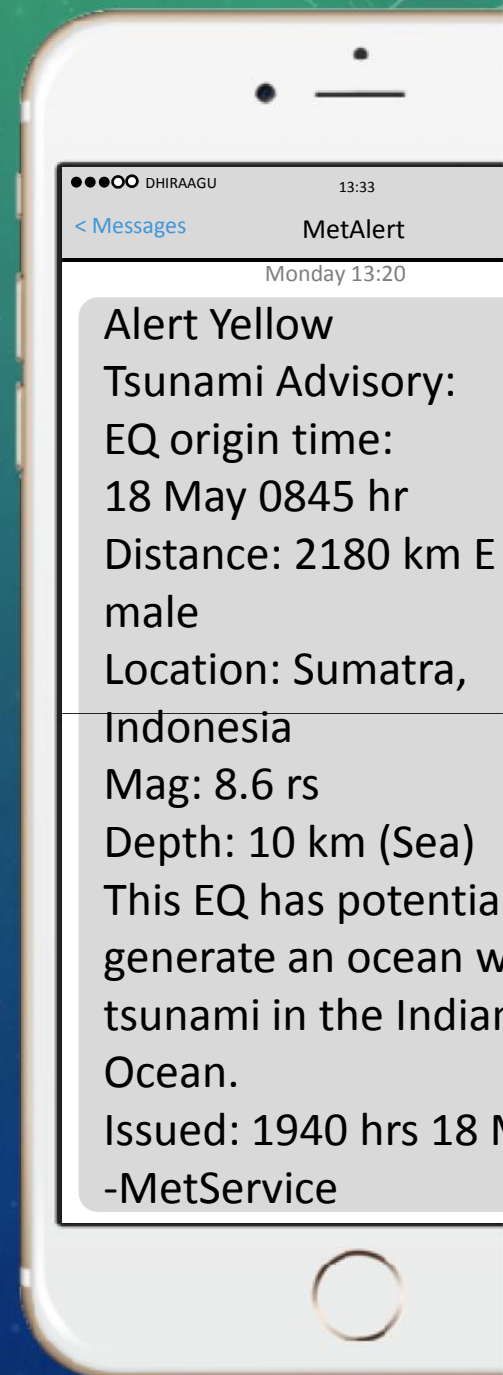 DHIRAAGU 13:33
< Messages MetAlert
Monday 13:20
Alert Yellow
Tsunami Advisory:
EQ origin time:
18 May 0845 hr
Distance: 2180 km E
male
Location: Sumatra,
Indonesia
Mag: 8.6 rs
Depth: 10 km (Sea)
This EQ has potentia
generate an ocean w
tsunami in the Indian
Ocean.
Issued: 1940 hrs 18
-MetService